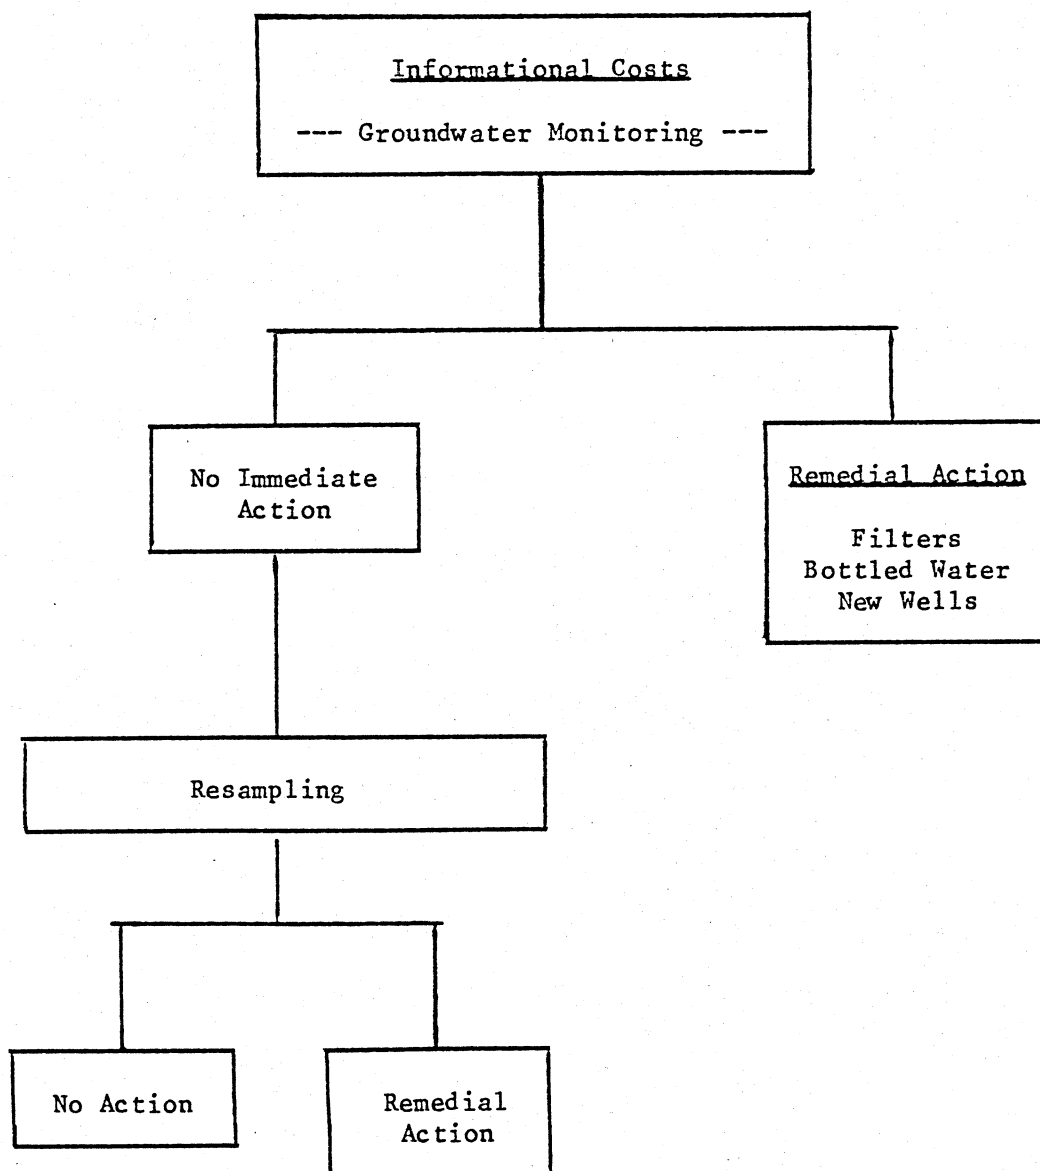 Informational Costs
--- Groundwater Monitoring ---
No Immediate
Action
Remedial Action
Filters
Bottled Water
New Wells
Resampling
No Action
Remedial
Action